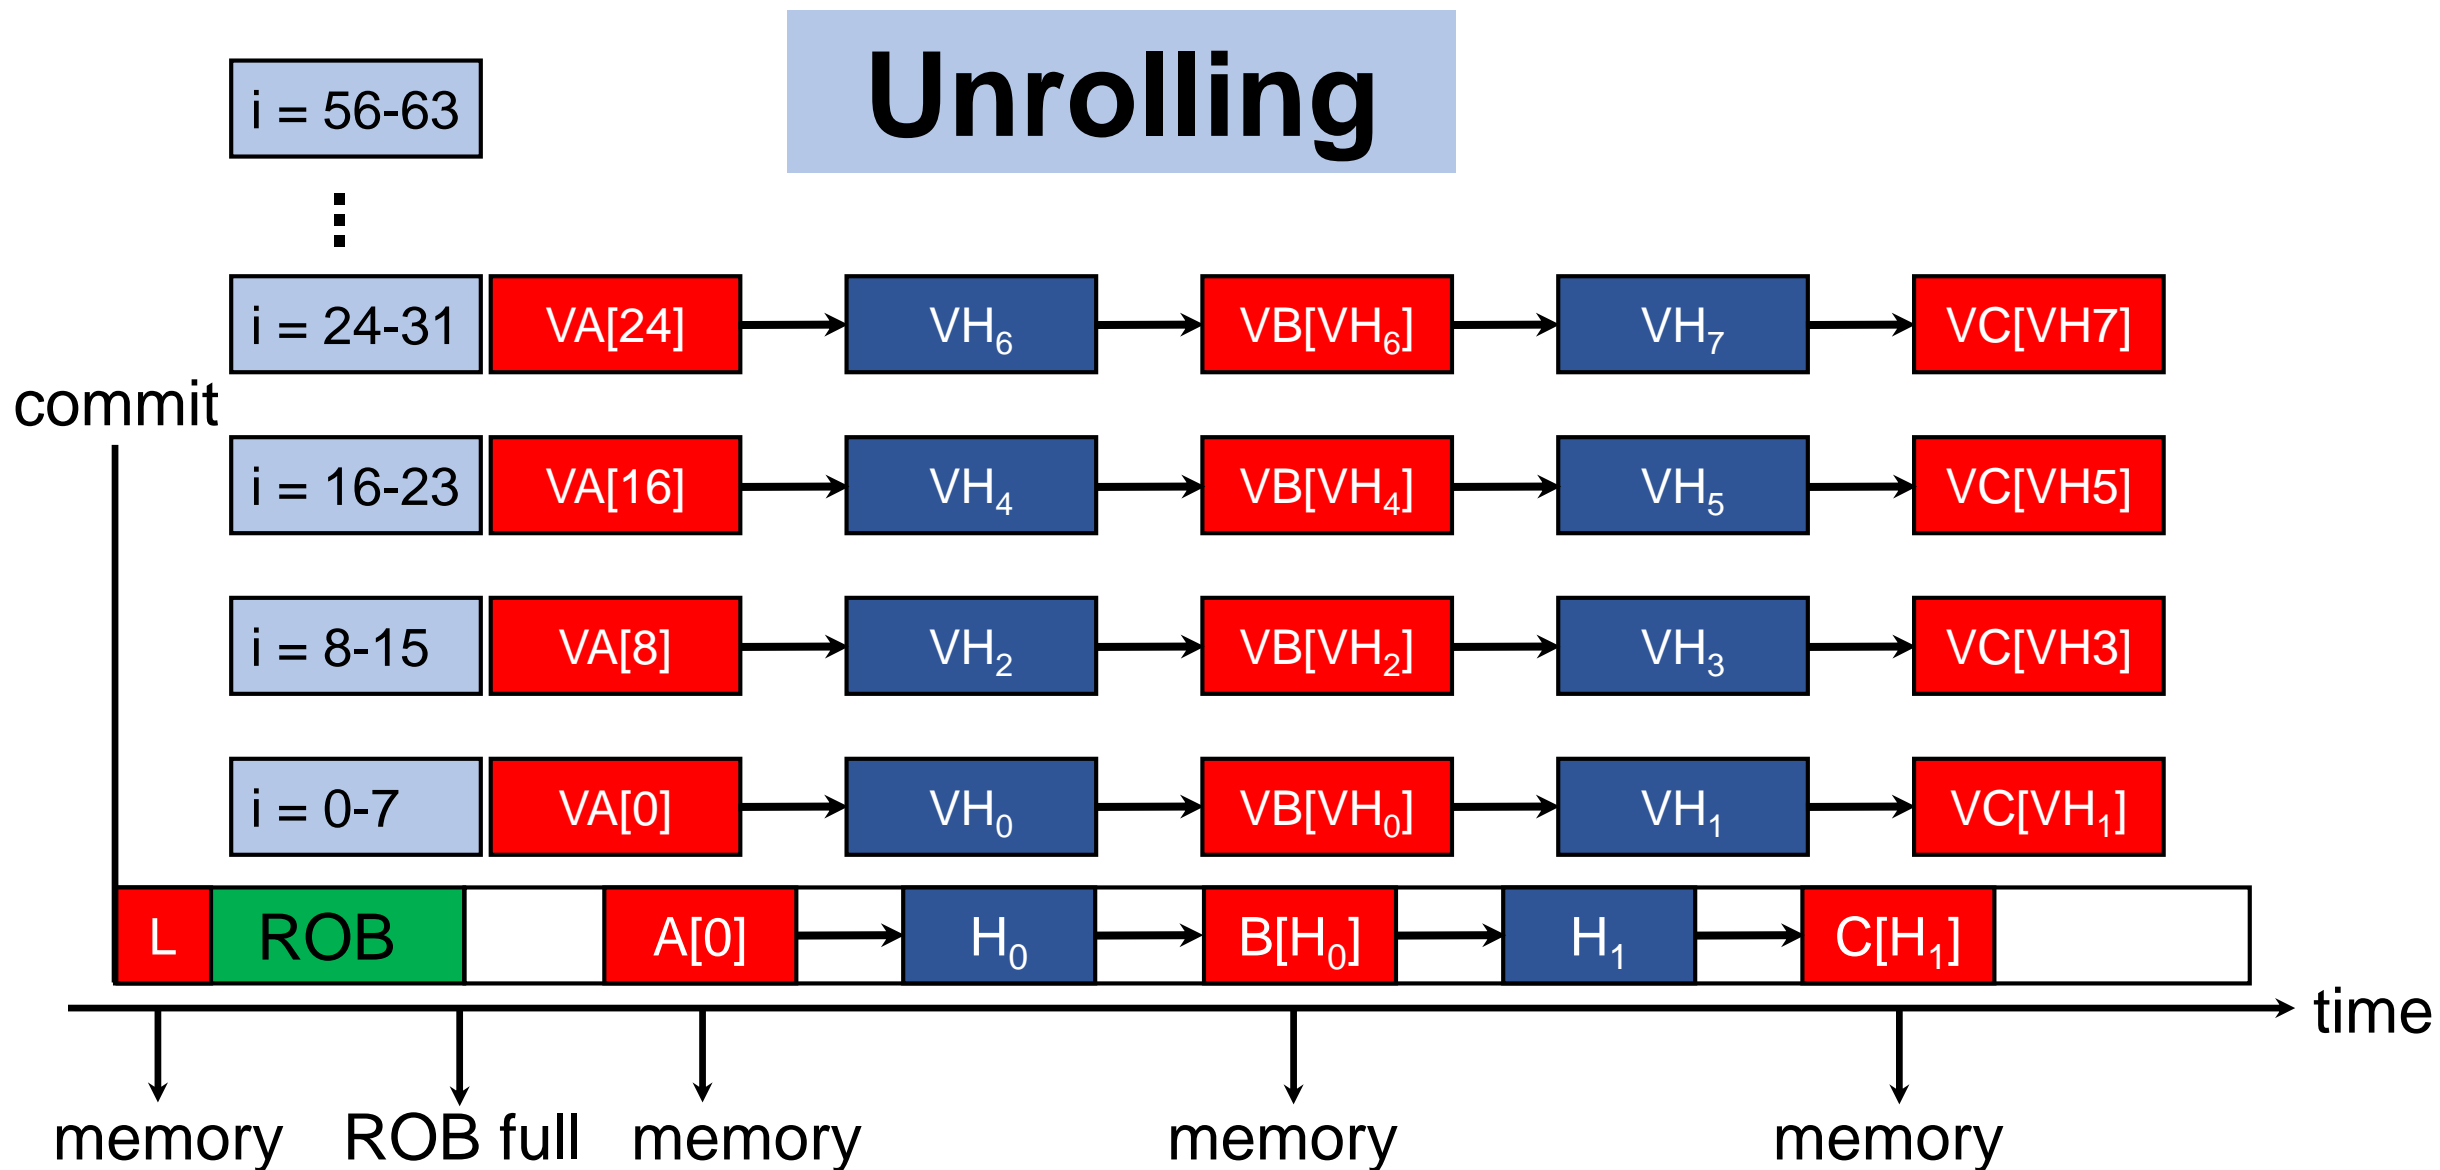 Unrolling
i = 56-63
⋮
i = 24-31 VA[24] VH₆ VB[VH₆] VH₇ VC[VH7]
commit
i = 16-23 VA[16] VH₄ VB[VH₄] VH₅ VC[VH5]
i = 8-15 VA[8] VH₂ VB[VH₂] VH₃ VC[VH3]
i = 0-7 VA[0] VH₀ VB[VH₀] VH₁ VC[VH₁]
L ROB A[0] H₀ B[H₀] H₁ C[H₁]
time
memory ROB full memory memory memory